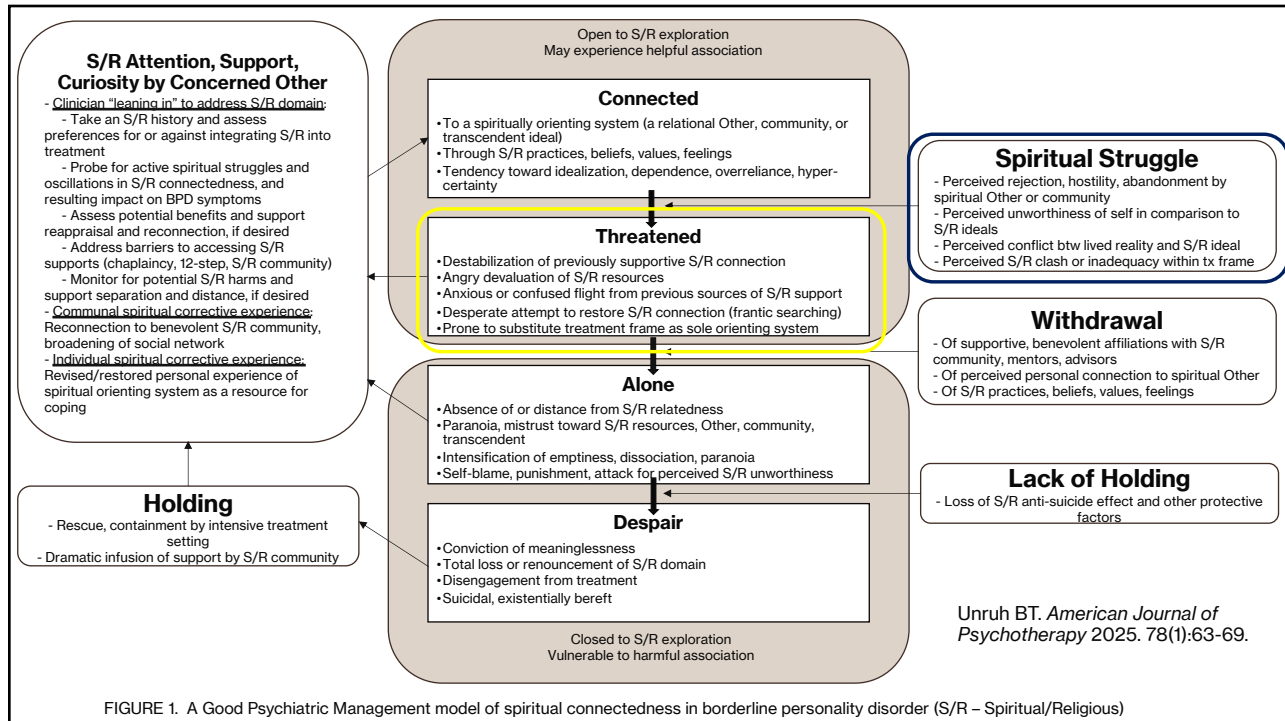 S/R Attention, Support,
Curiosity by Concerned Other
- Clinician "leaning in" to address S/R domain:
- Take an S/R history and assess
preferences for or against integrating S/R into
treatment
- Probe for active spiritual struggles and
oscillations in S/R connectedness, and
resulting impact on BPD symptoms
- Assess potential benefits and support
reappraisal and reconnection, if desired
- Address barriers to accessing S/R
supports (chaplaincy, 12-step, S/R community)
- Monitor for potential S/R harms and
support separation and distance, if desired
- Communal spiritual corrective experience:
Reconnection to benevolent S/R community,
broadening of social network
- Individual spiritual corrective experience:
Revised/restored personal experience of
spiritual orienting system as a resource for
coping
Holding
- Rescue, containment by intensive treatment
setting
- Dramatic infusion of support by S/R community
Open to S/R exploration
May experience helpful association
Connected
•To a spiritually orienting system (a relational Other, community, or
transcendent ideal)
•Through S/R practices, beliefs, values, feelings
•Tendency toward idealization, dependence, overreliance, hyper-
certainty
Threatened
•Destabilization of previously supportive S/R connection
•Angry devaluation of S/R resources
•Anxious or confused flight from previous sources of S/R support
•Desperate attempt to restore S/R connection (frantic searching)
•Prone to substitute treatment frame as sole orienting system
Alone
•Absence of or distance from S/R relatedness
•Paranoia, mistrust toward S/R resources, Other, community,
transcendent
•Intensification of emptiness, dissociation, paranoia
•Self-blame, punishment, attack for perceived S/R unworthiness
Despair
•Conviction of meaninglessness
•Total loss or renouncement of S/R domain
•Disengagement from treatment
•Suicidal, existentially bereft
Closed to S/R exploration
Vulnerable to harmful association
Spiritual Struggle
- Perceived rejection, hostility, abandonment by
spiritual Other or community
- Perceived unworthiness of self in comparison to
S/R ideals
- Perceived conflict btw lived reality and S/R ideal
- Perceived S/R clash or inadequacy within tx frame
Withdrawal
- Of supportive, benevolent affiliations with S/R
community, mentors, advisors
- Of perceived personal connection to spiritual Other
- Of S/R practices, beliefs, values, feelings
Lack of Holding
- Loss of S/R anti-suicide effect and other protective
factors
Unruh BT. American Journal of
Psychotherapy 2025. 78(1):63-69.
FIGURE 1. A Good Psychiatric Management model of spiritual connectedness in borderline personality disorder (S/R – Spiritual/Religious)